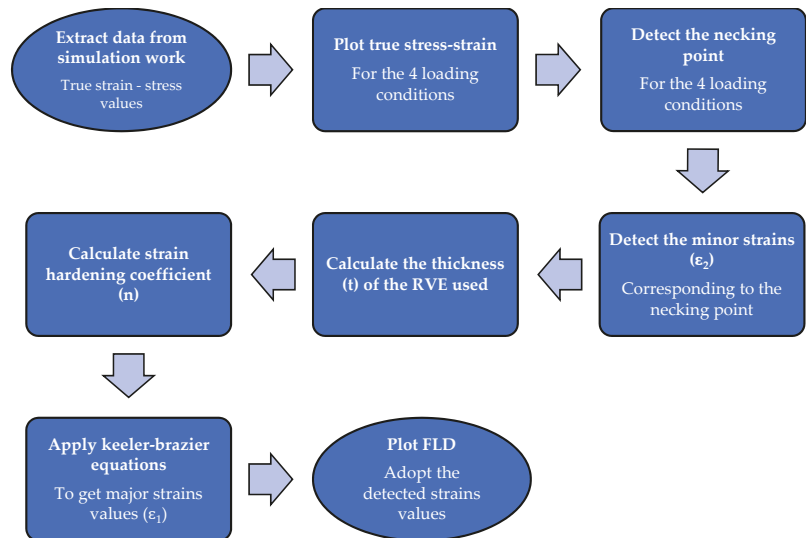 Extract data from
simulation work
True strain - stress
values
Plot true stress-strain
For the 4 loading
conditions
Detect the necking
point
For the 4 loading
conditions
Detect the minor strains
(ε₂)
Corresponding to the
necking point
Calculate the thickness
(t) of the RVE used
Calculate strain
hardening coefficient
(n)
Apply keeler-brazier
equations
To get major strains
values (ε₁)
Plot FLD
Adopt the
detected strains
values